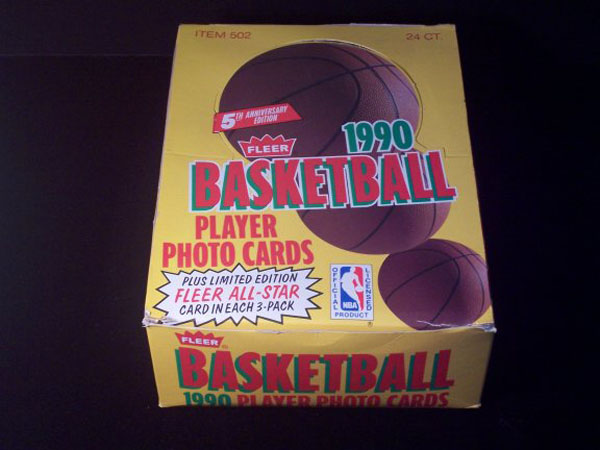 ITEM 502
24 CT.
5TH ANNIVERSARY
EDITION
FLEER
1990
BASKETBALL
PLAYER
PHOTO CARDS
PLUS LIMITED EDITION
FLEER ALL-STAR
CARD IN EACH 3-PACK
OFFICIAL
NBA
LICENSED
PRODUCT
®
FLEER
BASKETBALL
1990 PLAYER PHOTO CARDS